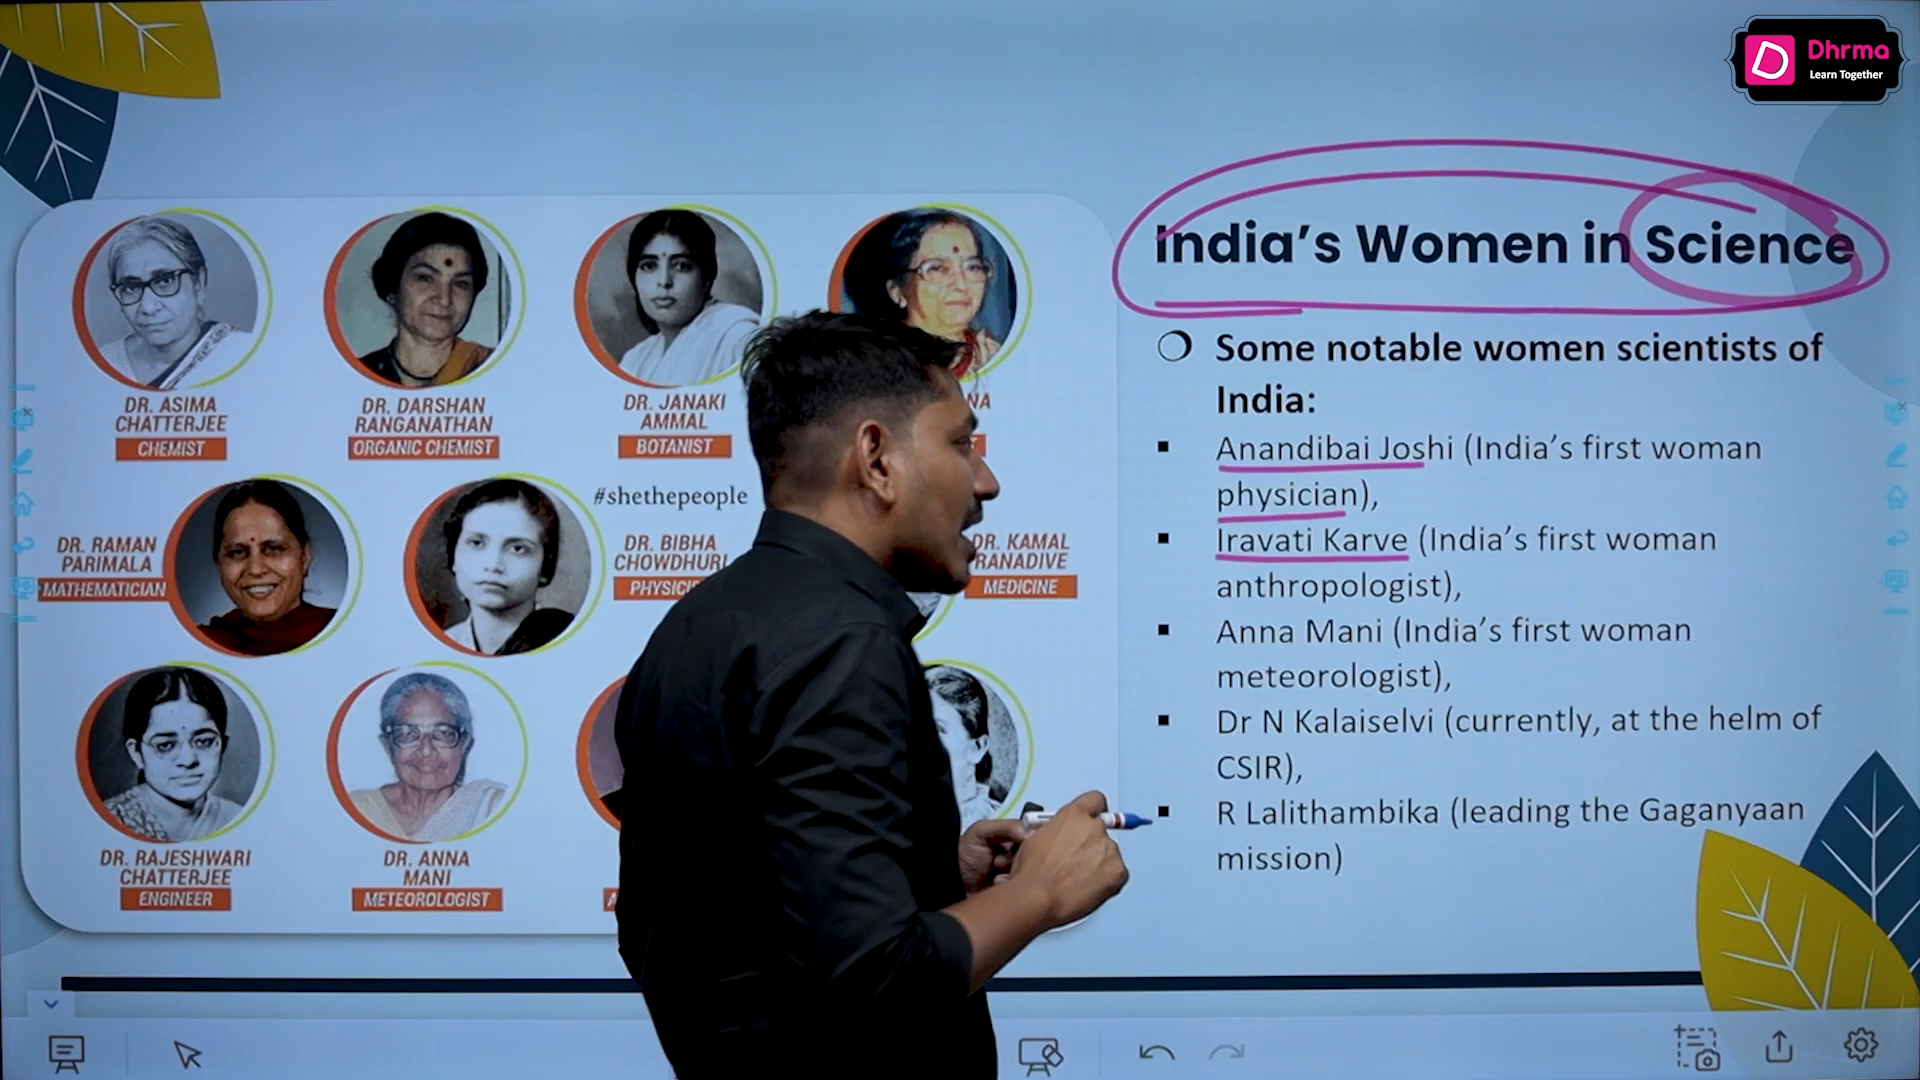 Dhrma
Learn Together
India’s Women in Science
❍ Some notable women scientists of
India:
▪ Anandibai Joshi (India’s first woman
physician),
▪ Iravati Karve (India’s first woman
anthropologist),
▪ Anna Mani (India’s first woman
meteorologist),
▪ Dr N Kalaiselvi (currently, at the helm of
CSIR),
▪ R Lalithambika (leading the Gaganyaan
mission)
DR. ASIMA
CHATTERJEE
CHEMIST
DR. DARSHAN
RANGANATHAN
ORGANIC CHEMIST
DR. JANAKI
AMMAL
BOTANIST
#shethepeople
DR. RAMAN
PARIMALA
MATHEMATICIAN
DR. BIBHA
CHOWDHURI
DR. KAMAL
RANADIVE
MEDICINE
DR. RAJESHWARI
CHATTERJEE
ENGINEER
DR. ANNA
MANI
METEOROLOGIST